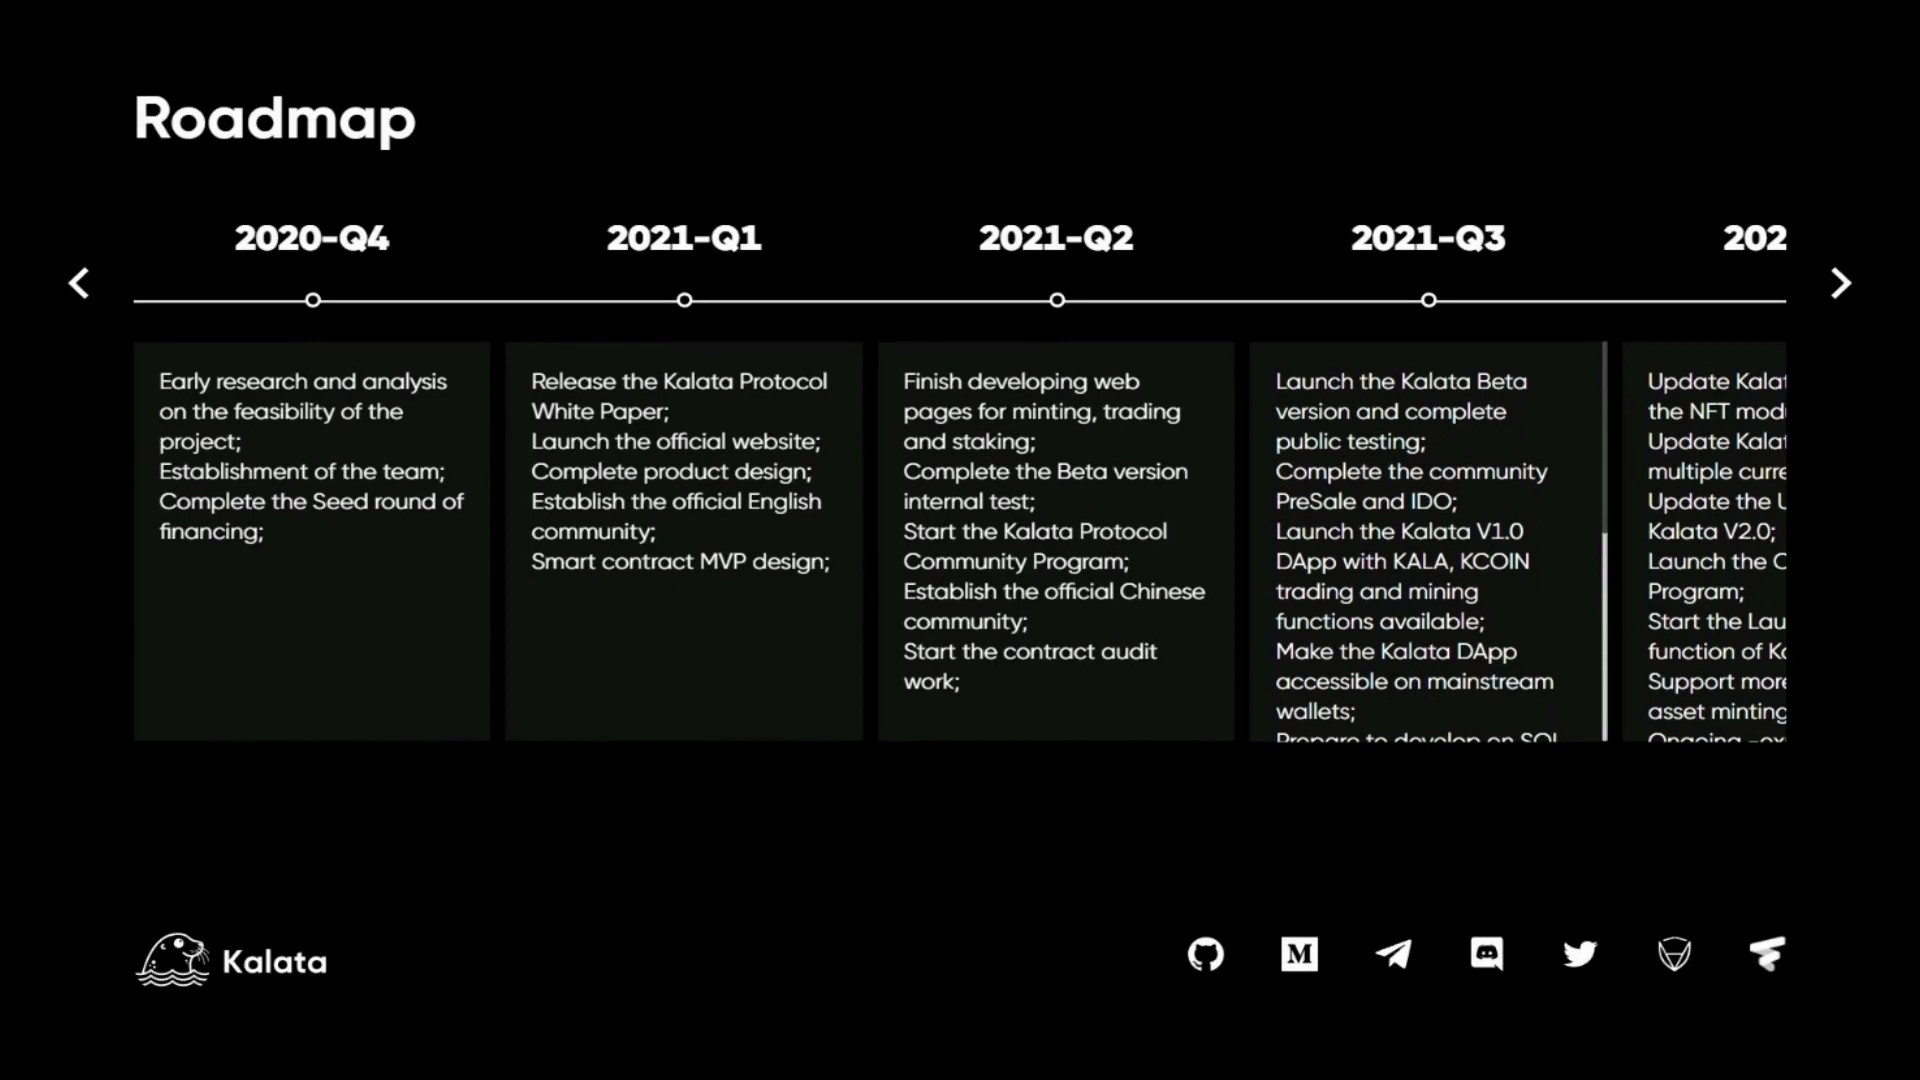 Roadmap
2020-Q4
2021-Q1
2021-Q2
2021-Q3
202
Early research and analysis
on the feasibility of the
project;
Establishment of the team;
Complete the Seed round of
financing;
Release the Kalata Protocol
White Paper;
Launch the official website;
Complete product design;
Establish the official English
community;
Smart contract MVP design;
Finish developing web
pages for minting, trading
and staking;
Complete the Beta version
internal test;
Start the Kalata Protocol
Community Program;
Establish the official Chinese
community;
Start the contract audit
work;
Launch the Kalata Beta
version and complete
public testing;
Complete the community
PreSale and IDO;
Launch the Kalata V1.0
DApp with KALA, KCOIN
trading and mining
functions available;
Make the Kalata DApp
accessible on mainstream
wallets;
Prepare to develop on SOL
Update
the NFT
Update
multiple
Update the
Kalata V2.0;
Launch the
Program;
Start the
function of
Support more
asset minting
Ongoing
Kalata
M